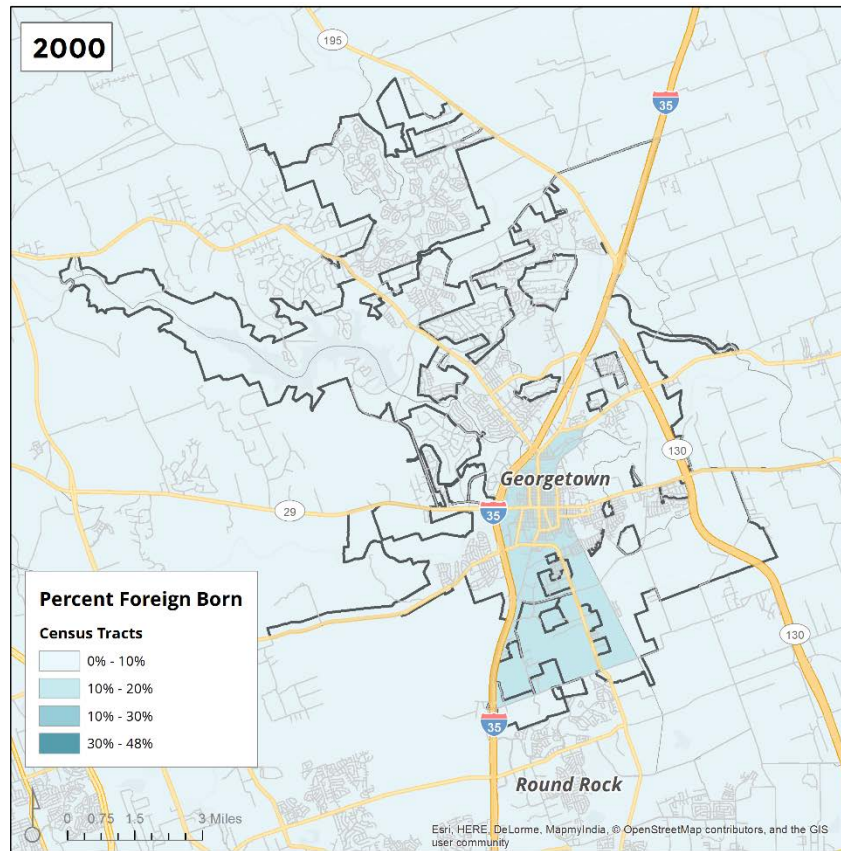 2000
195
35
130
Georgetown
29
35
Percent Foreign Born
Census Tracts
0% - 10%
10% - 20%
10% - 30%
30% - 48%
130
35
Round Rock
0 0.75 1.5 3 Miles
Esri, HERE, DeLorme, MapmyIndia, © OpenStreetMap contributors, and the GIS
user community